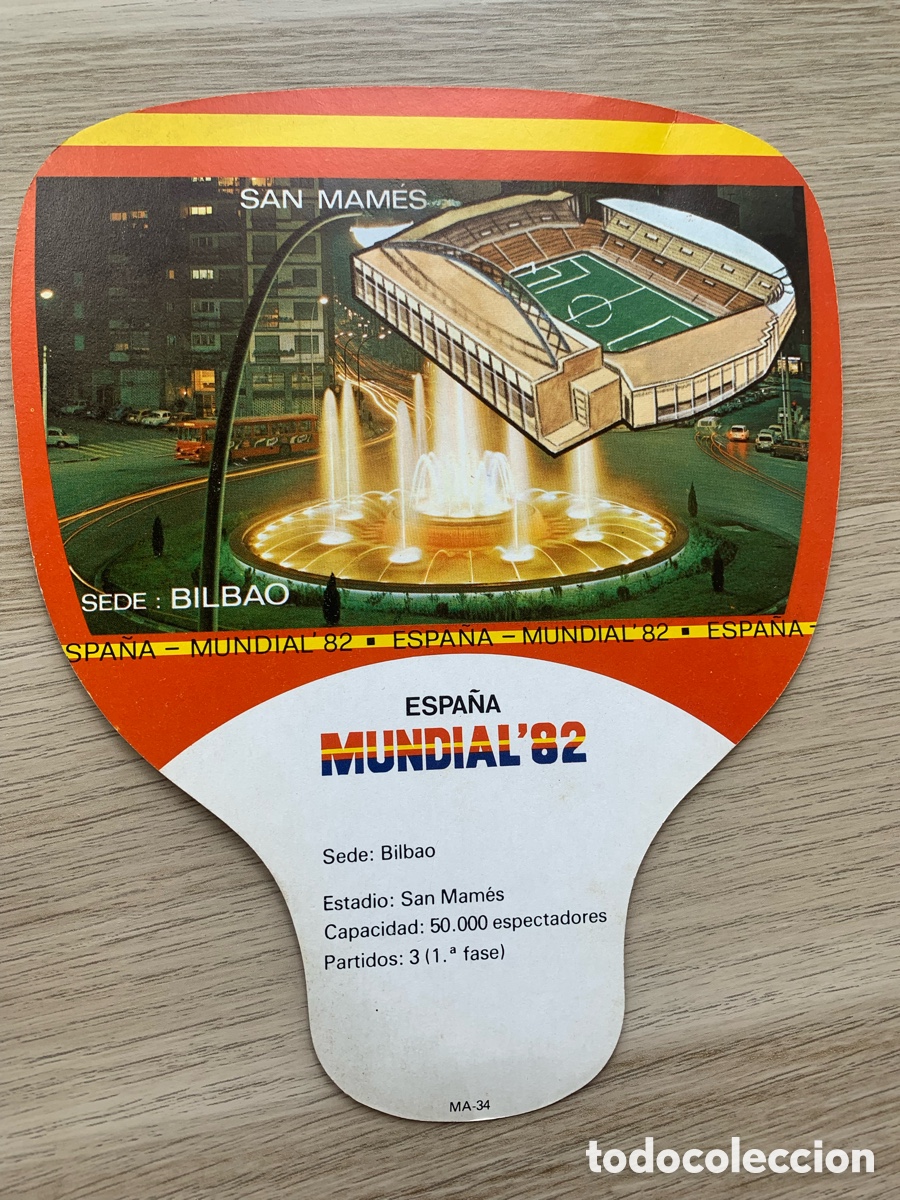 SAN MAMÉS
SEDE : BILBAO
SPAÑA – MUNDIAL'82 ▪ ESPAÑA – MUNDIAL'82 ▪ ESPAÑA –
ESPAÑA
MUNDIAL'82
Sede: Bilbao
Estadio: San Mamés
Capacidad: 50.000 espectadores
Partidos: 3 (1.ª fase)
MA-34
todocoleccion